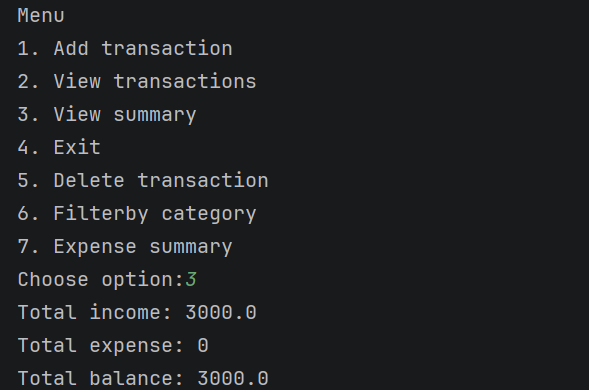 Menu
1. Add transaction
2. View transactions
3. View summary
4. Exit
5. Delete transaction
6. Filterby category
7. Expense summary
Choose option:3
Total income: 3000.0
Total expense: 0
Total balance: 3000.0